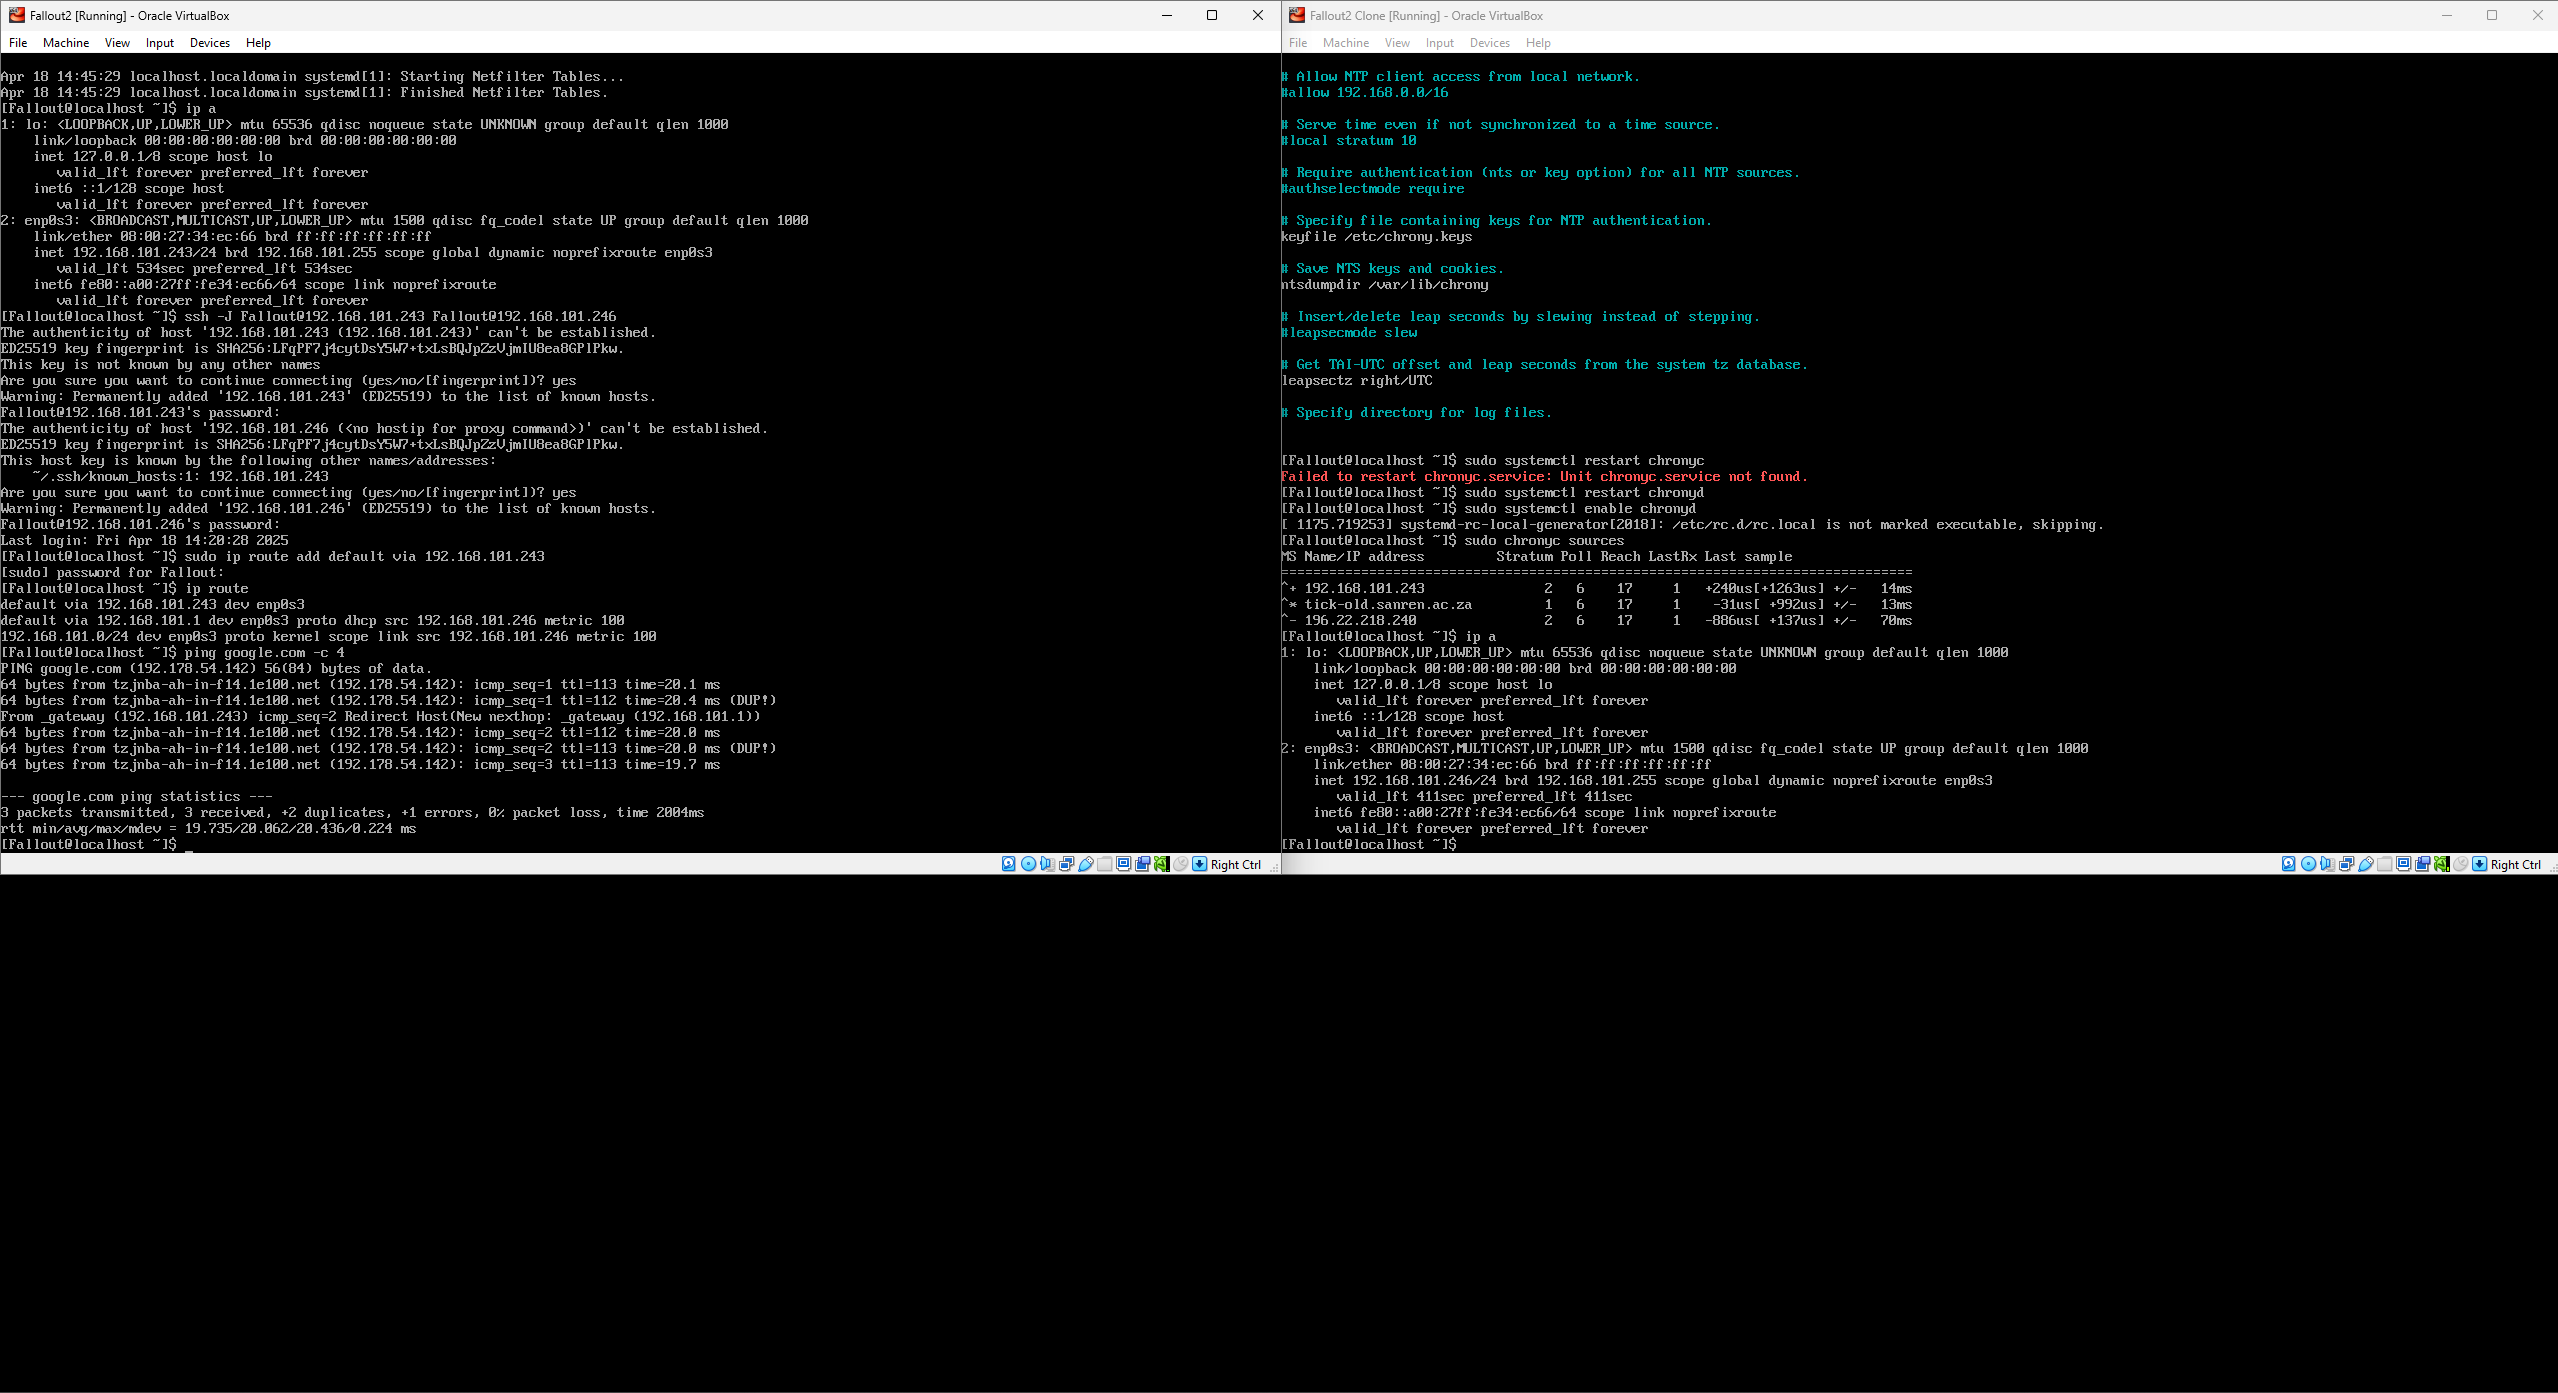 Fallout2 [Running] - Oracle VirtualBox
File Machine View Input Devices Help
Apr 18 14:45:29 localhost.localdomain systemd[1]: Starting Netfilter Tables...
Apr 18 14:45:29 localhost.localdomain systemd[1]: Finished Netfilter Tables.
[Fallout@localhost ~]$ ip a
1: lo: <LOOPBACK,UP,LOWER_UP> mtu 65536 qdisc noqueue state UNKNOWN group default qlen 1000
    link/loopback 00:00:00:00:00:00 brd 00:00:00:00:00:00
    inet 127.0.0.1/8 scope host lo
       valid_lft forever preferred_lft forever
    inet6 ::1/128 scope host
       valid_lft forever preferred_lft forever
2: enp0s3: <BROADCAST,MULTICAST,UP,LOWER_UP> mtu 1500 qdisc fq_codel state UP group default qlen 1000
    link/ether 08:00:27:34:ec:66 brd ff:ff:ff:ff:ff:ff
    inet 192.168.101.243/24 brd 192.168.101.255 scope global dynamic noprefixroute enp0s3
       valid_lft 534sec preferred_lft 534sec
    inet6 fe80::a00:27ff:fe34:ec66/64 scope link noprefixroute
       valid_lft forever preferred_lft forever
[Fallout@localhost ~]$ ssh -J Fallout@192.168.101.243 Fallout@192.168.101.246
The authenticity of host '192.168.101.243 (192.168.101.243)' can't be established.
ED25519 key fingerprint is SHA256:LFqPF7j4cytDsY5W7+txLsBQJpZzVjmIU8ea8GPlPkw.
This key is not known by any other names
Are you sure you want to continue connecting (yes/no/[fingerprint])? yes
Warning: Permanently added '192.168.101.243' (ED25519) to the list of known hosts.
Fallout@192.168.101.243's password:
The authenticity of host '192.168.101.246 (<no hostip for proxy command>)' can't be established.
ED25519 key fingerprint is SHA256:LFqPF7j4cytDsY5W7+txLsBQJpZzVjmIU8ea8GPlPkw.
This host key is known by the following other names/addresses:
    ~/.ssh/known_hosts:1: 192.168.101.243
Are you sure you want to continue connecting (yes/no/[fingerprint])? yes
Warning: Permanently added '192.168.101.246' (ED25519) to the list of known hosts.
Fallout@192.168.101.246's password:
Last login: Fri Apr 18 14:20:28 2025
[Fallout@localhost ~]$ sudo ip route add default via 192.168.101.243
[sudo] password for Fallout:
[Fallout@localhost ~]$ ip route
default via 192.168.101.243 dev enp0s3
default via 192.168.101.1 dev enp0s3 proto dhcp src 192.168.101.246 metric 100
192.168.101.0/24 dev enp0s3 proto kernel scope link src 192.168.101.246 metric 100
[Fallout@localhost ~]$ ping google.com -c 4
PING google.com (192.178.54.142) 56(84) bytes of data.
64 bytes from tzjnba-ah-in-f14.1e100.net (192.178.54.142): icmp_seq=1 ttl=113 time=20.1 ms
64 bytes from tzjnba-ah-in-f14.1e100.net (192.178.54.142): icmp_seq=1 ttl=112 time=20.4 ms (DUP!)
From _gateway (192.168.101.243) icmp_seq=2 Redirect Host(New nexthop: _gateway (192.168.101.1))
64 bytes from tzjnba-ah-in-f14.1e100.net (192.178.54.142): icmp_seq=2 ttl=112 time=20.0 ms
64 bytes from tzjnba-ah-in-f14.1e100.net (192.178.54.142): icmp_seq=2 ttl=113 time=20.0 ms (DUP!)
64 bytes from tzjnba-ah-in-f14.1e100.net (192.178.54.142): icmp_seq=3 ttl=113 time=19.7 ms
--- google.com ping statistics ---
3 packets transmitted, 3 received, +2 duplicates, +1 errors, 0% packet loss, time 2004ms
rtt min/avg/max/mdev = 19.735/20.062/20.436/0.224 ms
[Fallout@localhost ~]$ _
Right Ctrl
Fallout2 Clone [Running] - Oracle VirtualBox
File Machine View Input Devices Help
# Allow NTP client access from local network.
#allow 192.168.0.0/16
# Serve time even if not synchronized to a time source.
#local stratum 10
# Require authentication (nts or key option) for all NTP sources.
#authselectmode require
# Specify file containing keys for NTP authentication.
keyfile /etc/chrony.keys
# Save NTS keys and cookies.
ntsdumpdir /var/lib/chrony
# Insert/delete leap seconds by slewing instead of stepping.
#leapsecmode slew
# Get TAI-UTC offset and leap seconds from the system tz database.
leapsectz right/UTC
# Specify directory for log files.
[Fallout@localhost ~]$ sudo systemctl restart chronyc
Failed to restart chronyc.service: Unit chronyc.service not found.
[Fallout@localhost ~]$ sudo systemctl restart chronyd
[Fallout@localhost ~]$ sudo systemctl enable chronyd
[ 1175.719253] systemd-rc-local-generator[2018]: /etc/rc.d/rc.local is not marked executable, skipping.
[Fallout@localhost ~]$ sudo chronyc sources
MS Name/IP address         Stratum Poll Reach LastRx Last sample
===============================================================================
^+ 192.168.101.243               2   6    17     1   +240us[+1263us] +/-   14ms
^* tick-old.sanren.ac.za         1   6    17     1    -31us[ +992us] +/-   13ms
^- 196.22.218.240                2   6    17     1   -886us[ +137us] +/-   70ms
[Fallout@localhost ~]$ ip a
1: lo: <LOOPBACK,UP,LOWER_UP> mtu 65536 qdisc noqueue state UNKNOWN group default qlen 1000
    link/loopback 00:00:00:00:00:00 brd 00:00:00:00:00:00
    inet 127.0.0.1/8 scope host lo
       valid_lft forever preferred_lft forever
    inet6 ::1/128 scope host
       valid_lft forever preferred_lft forever
2: enp0s3: <BROADCAST,MULTICAST,UP,LOWER_UP> mtu 1500 qdisc fq_codel state UP group default qlen 1000
    link/ether 08:00:27:34:ec:66 brd ff:ff:ff:ff:ff:ff
    inet 192.168.101.246/24 brd 192.168.101.255 scope global dynamic noprefixroute enp0s3
       valid_lft 411sec preferred_lft 411sec
    inet6 fe80::a00:27ff:fe34:ec66/64 scope link noprefixroute
       valid_lft forever preferred_lft forever
[Fallout@localhost ~]$
Right Ctrl